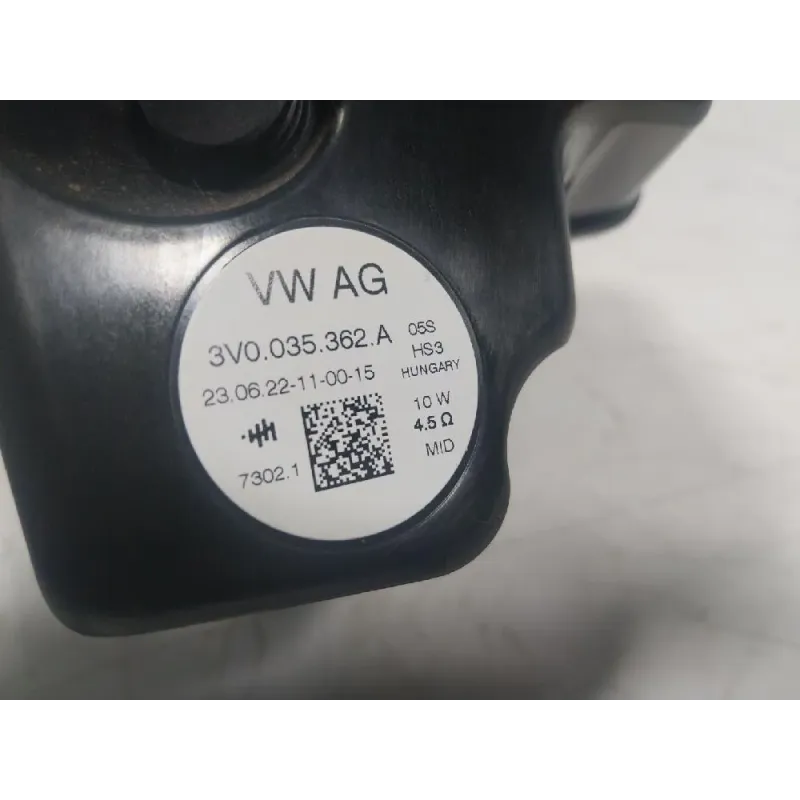 VW AG
3V0.035.362.A 05S
HS3
23.06.22-11-00-15 HUNGARY
10 W
4.5 Ω
7302.1 MID